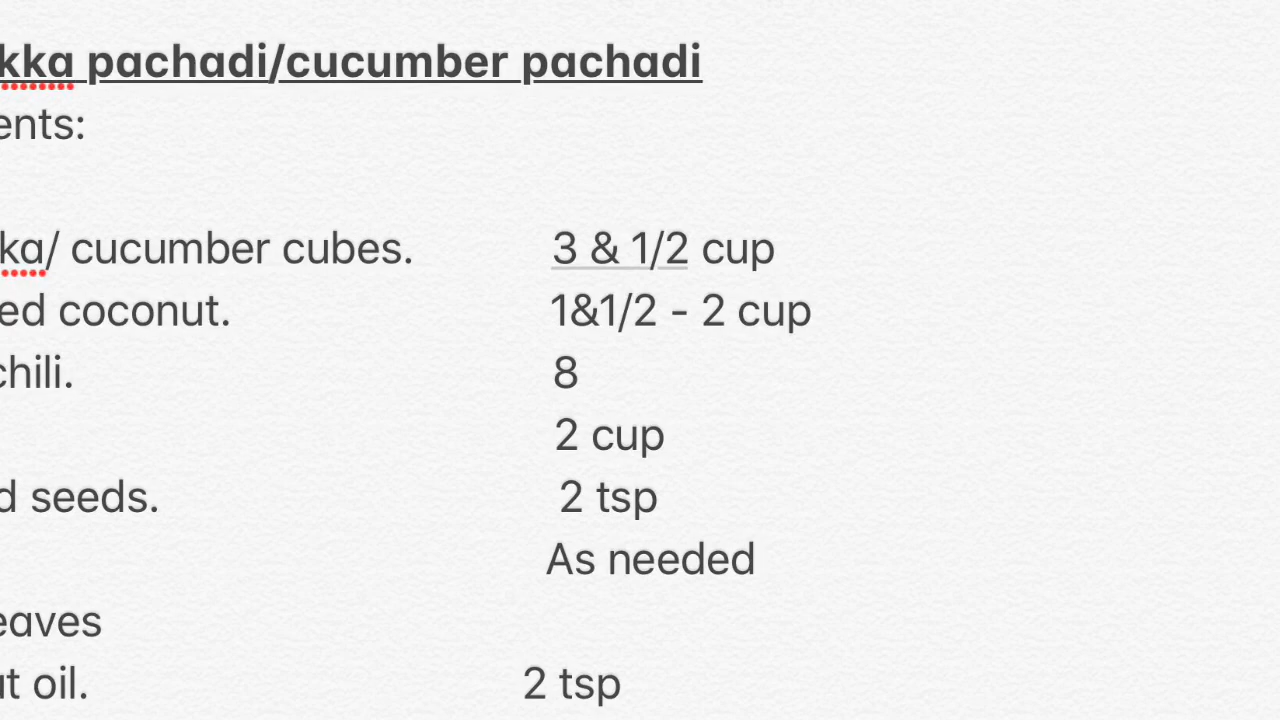 kka pachadi/cucumber pachadi
ents:
ka/ cucumber cubes. 3 & 1/2 cup
ed coconut. 1&1/2 - 2 cup
chili. 8
2 cup
d seeds. 2 tsp
As needed
eaves
t oil. 2 tsp